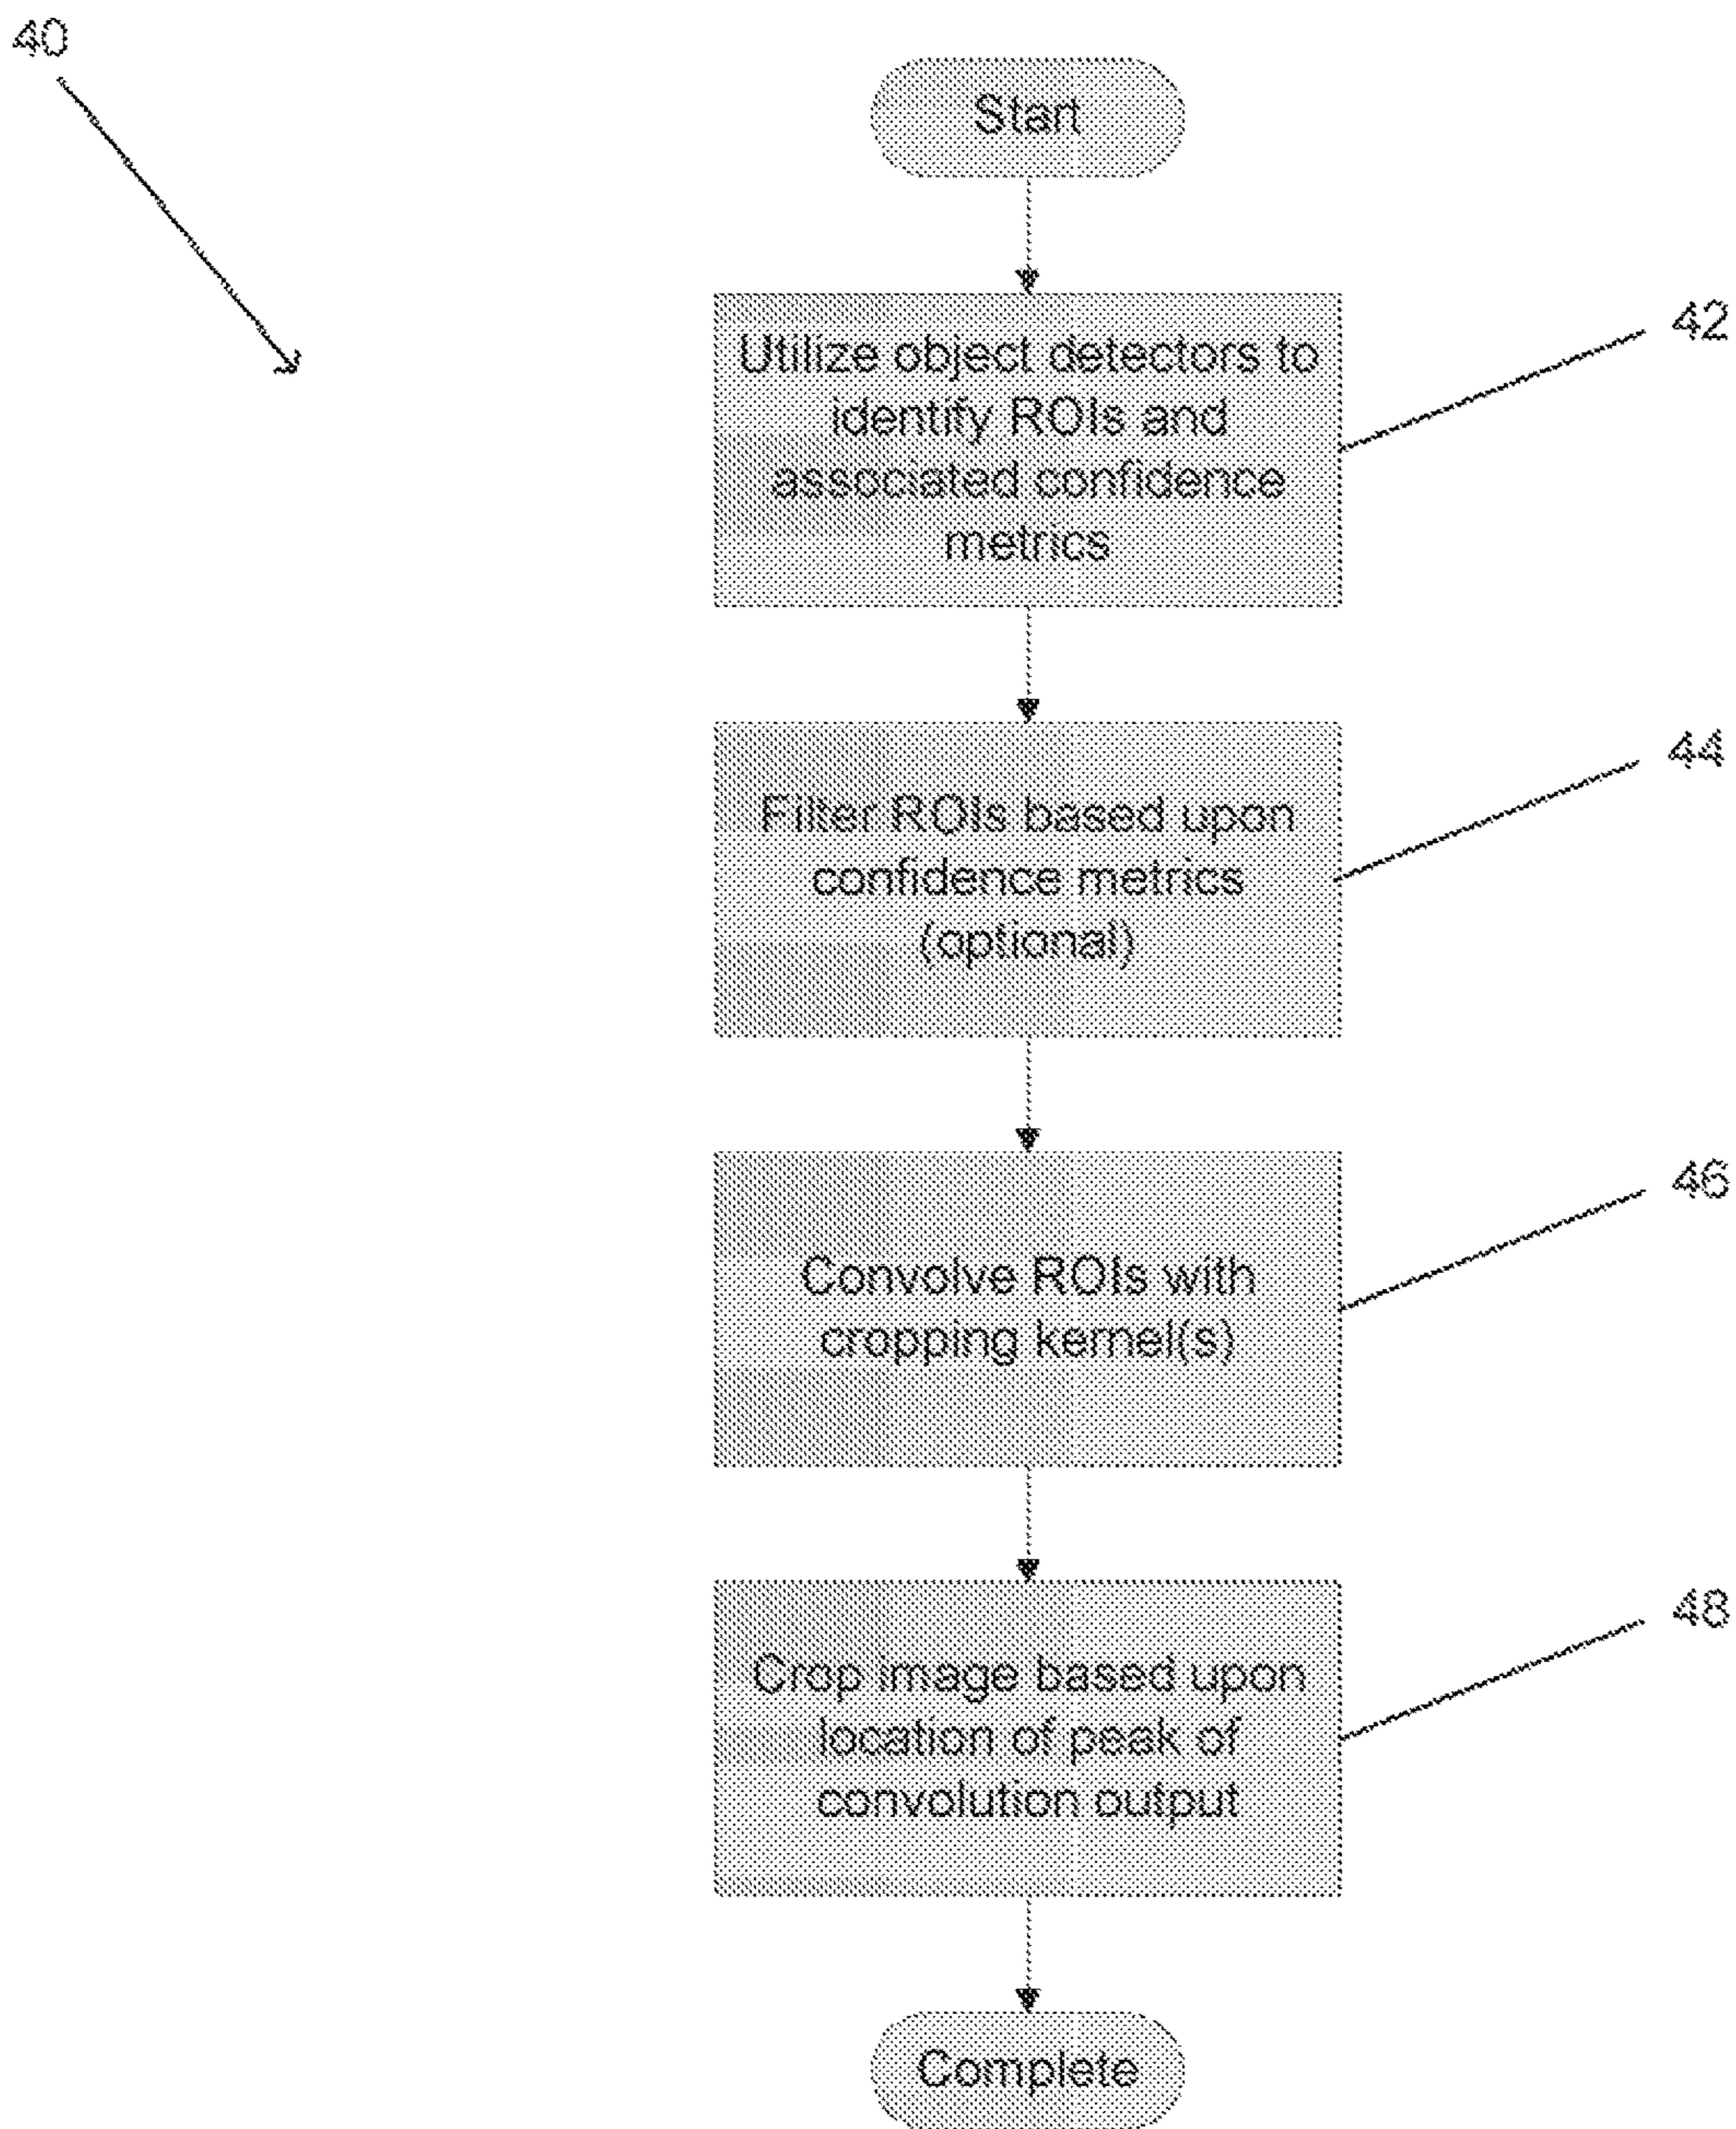 40
Start
Utilize object detectors to
identify ROIs and
associated confidence
metrics
42
Filter ROIs based upon
confidence metrics
(optional)
44
Convolve ROIs with
cropping kernel(s)
46
Crop image based upon
location of peak of
convolution output
48
Complete